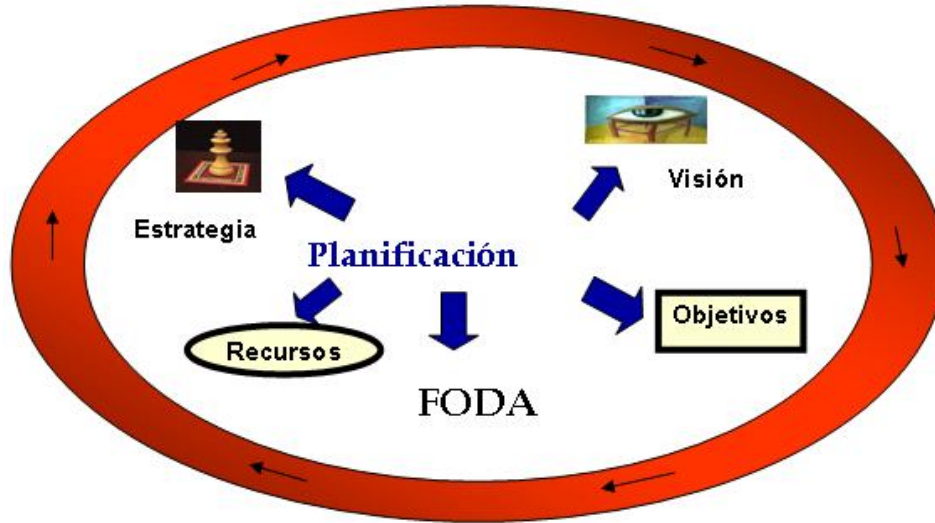 Visión
Estrategia
Planificación
Objetivos
Recursos
FODA